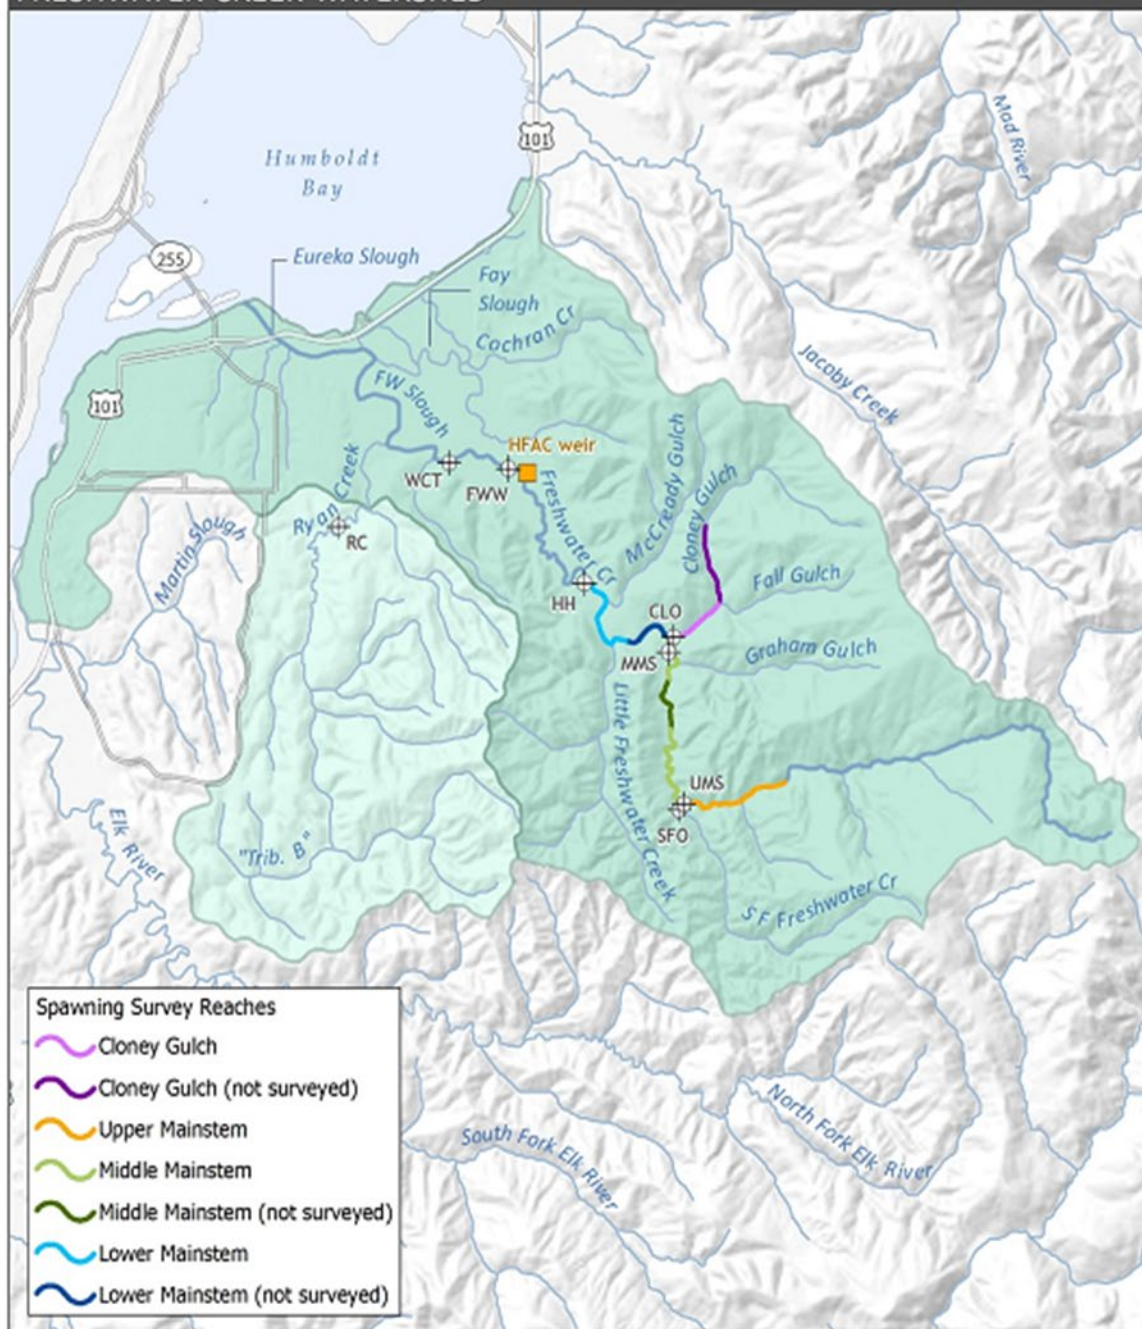 FRESHWATER CREEK WATERSHED
101
Mad River
Humboldt
Bay
255
Eureka Slough
Fay
Slough
Cochran Cr
Jacoby Creek
101
FW Slough
HFAC weir
WCT
FWW
Ryan Creek
RC
Martin Slough
Freshwater Cr
McCready Gulch
Cloney Gulch
Fall Gulch
HH
CLO
MMS
Graham Gulch
Little Freshwater Creek
UMS
SFO
Elk River
"Trib. B"
SF Freshwater Cr
Spawning Survey Reaches
Cloney Gulch
Cloney Gulch (not surveyed)
Upper Mainstem
Middle Mainstem
Middle Mainstem (not surveyed)
Lower Mainstem
Lower Mainstem (not surveyed)
North Fork Elk River
South Fork Elk River